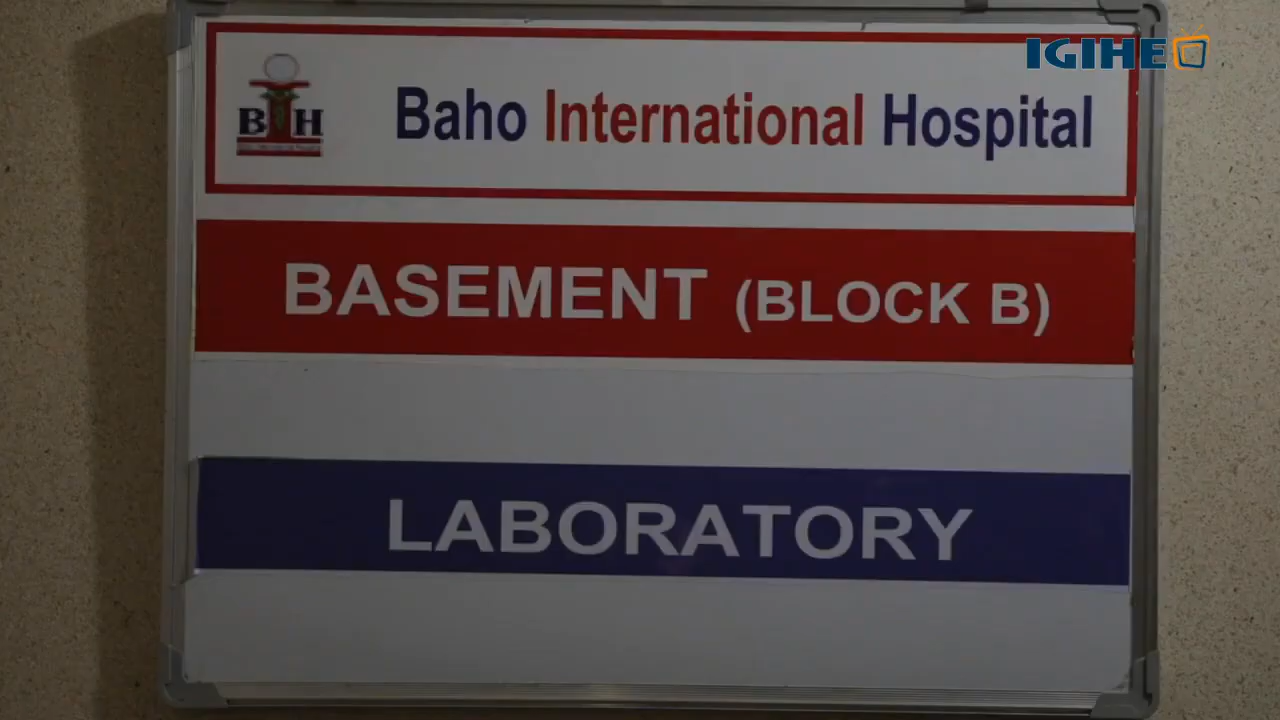 IGIHE
BIH
Baho International Hospital
BASEMENT (BLOCK B)
LABORATORY